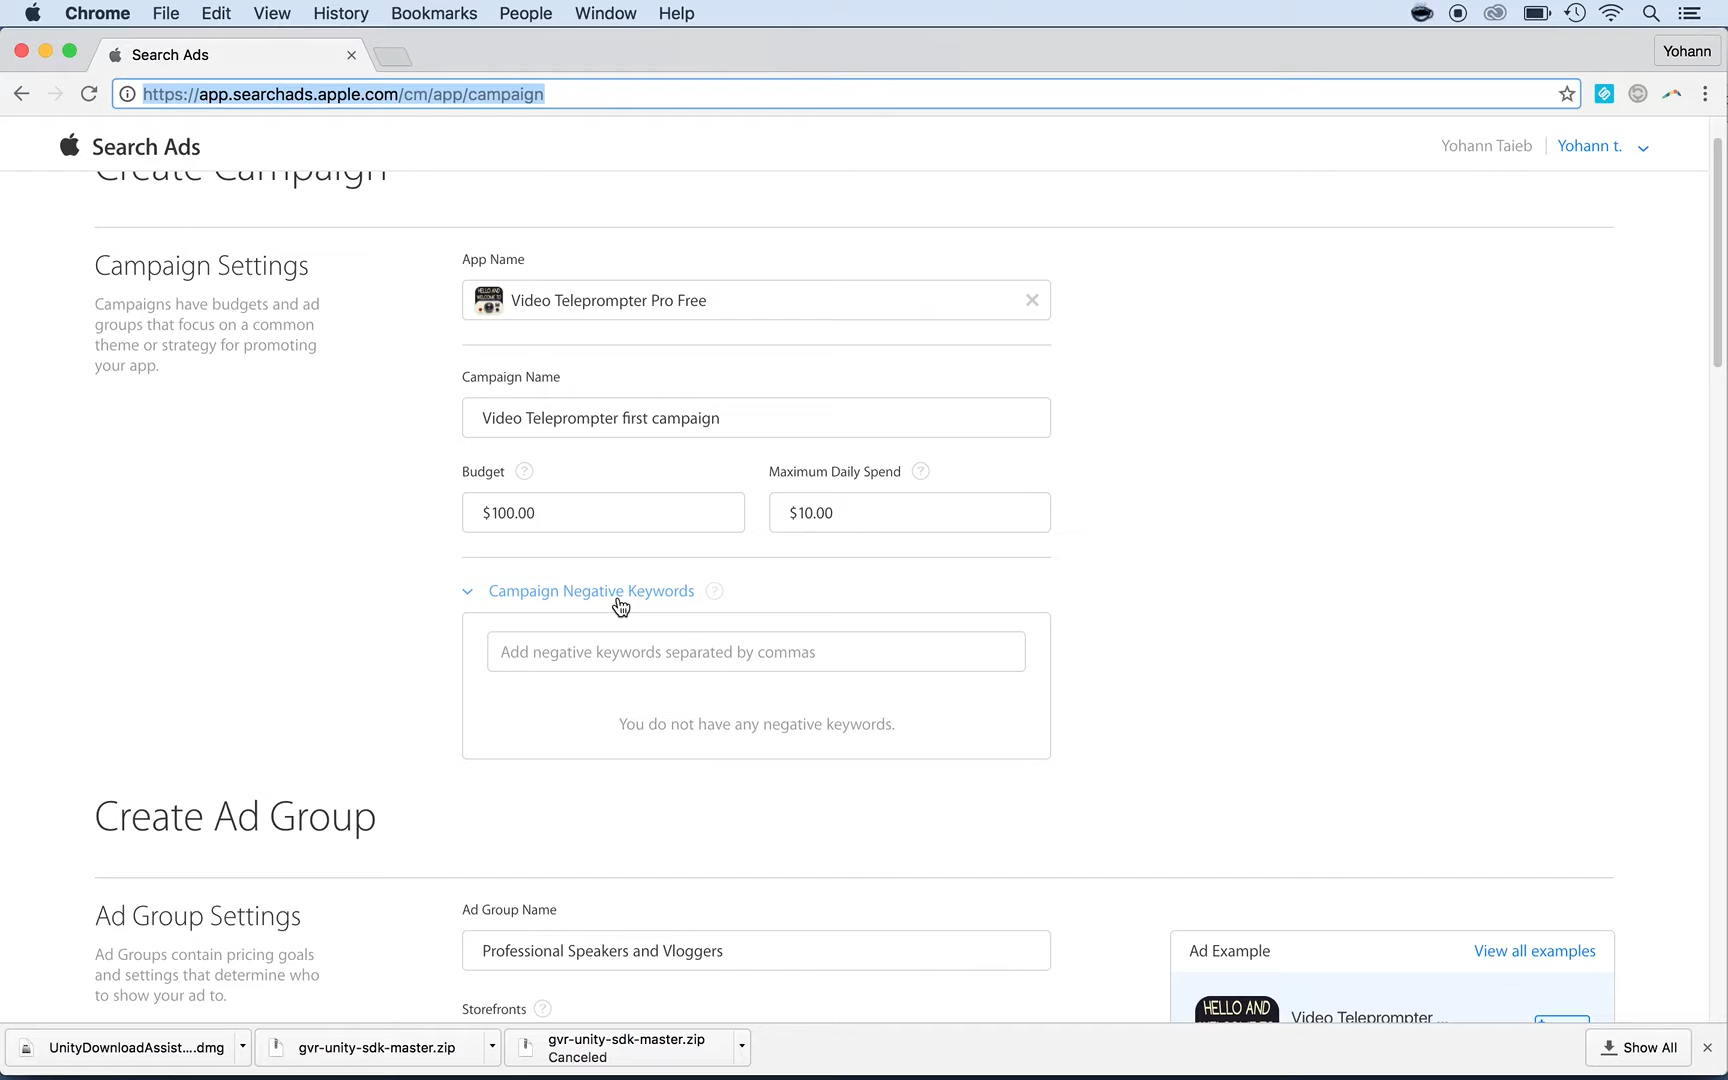 Chrome File Edit View History Bookmarks People Window Help
Search Ads
Yohann
https://app.searchads.apple.com/cm/app/campaign
Search Ads
Yohann Taieb
Yohann t.
Create Campaign
Campaign Settings
Campaigns have budgets and ad
groups that focus on a common
theme or strategy for promoting
your app.
App Name
HELLO AND
WELCOME TO
Video Teleprompter Pro Free
Campaign Name
Video Teleprompter first campaign
Budget ?
Maximum Daily Spend ?
$100.00
$10.00
Campaign Negative Keywords ?
Add negative keywords separated by commas
You do not have any negative keywords.
Create Ad Group
Ad Group Settings
Ad Groups contain pricing goals
and settings that determine who
to show your ad to.
Ad Group Name
Professional Speakers and Vloggers
Storefronts ?
Ad Example
View all examples
HELLO AND
Video Teleprompter ...
UnityDownloadAssist....dmg
gvr-unity-sdk-master.zip
gvr-unity-sdk-master.zip
Canceled
Show All